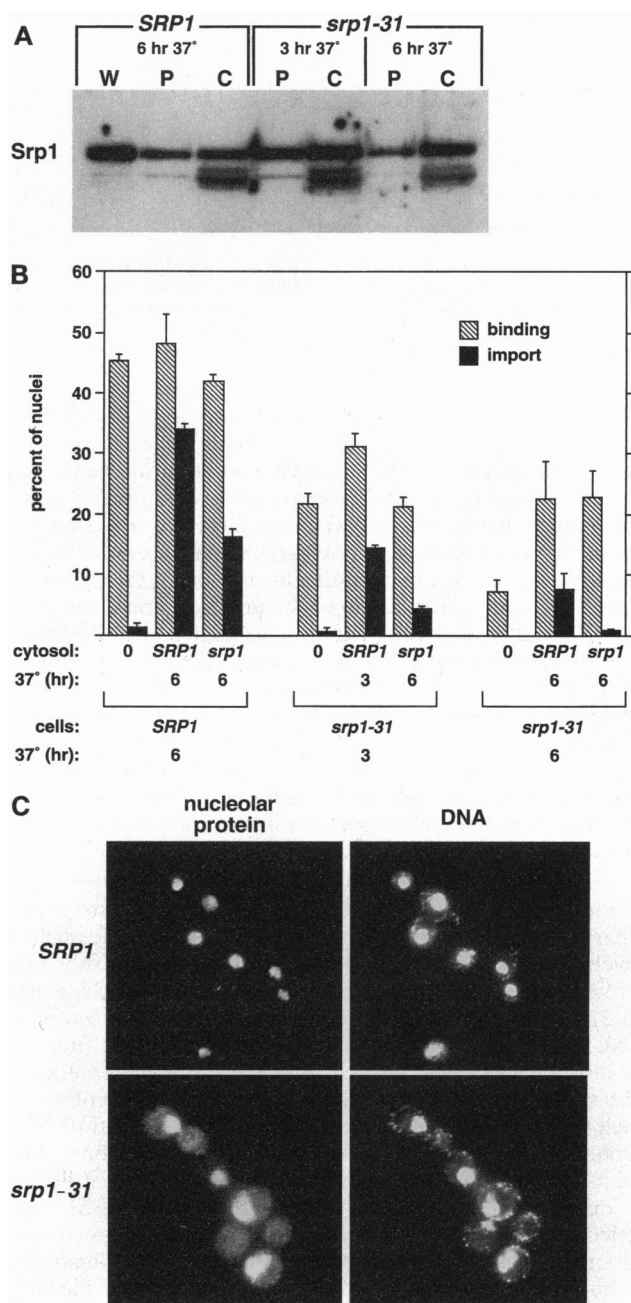 A
SRP1 srp1-31
6 hr 37° 3 hr 37° 6 hr 37°
W P C P C P C
Srp1
B
60
50
40
30
20
10
percent of nuclei
binding
import
cytosol: 0 SRP1 srp1 0 SRP1 srp1 0 SRP1 srp1
37° (hr): 6 6 3 6 6 6
cells: SRP1 srp1-31 srp1-31
37° (hr): 6 3 6
C
nucleolar protein DNA
SRP1
srp1-31